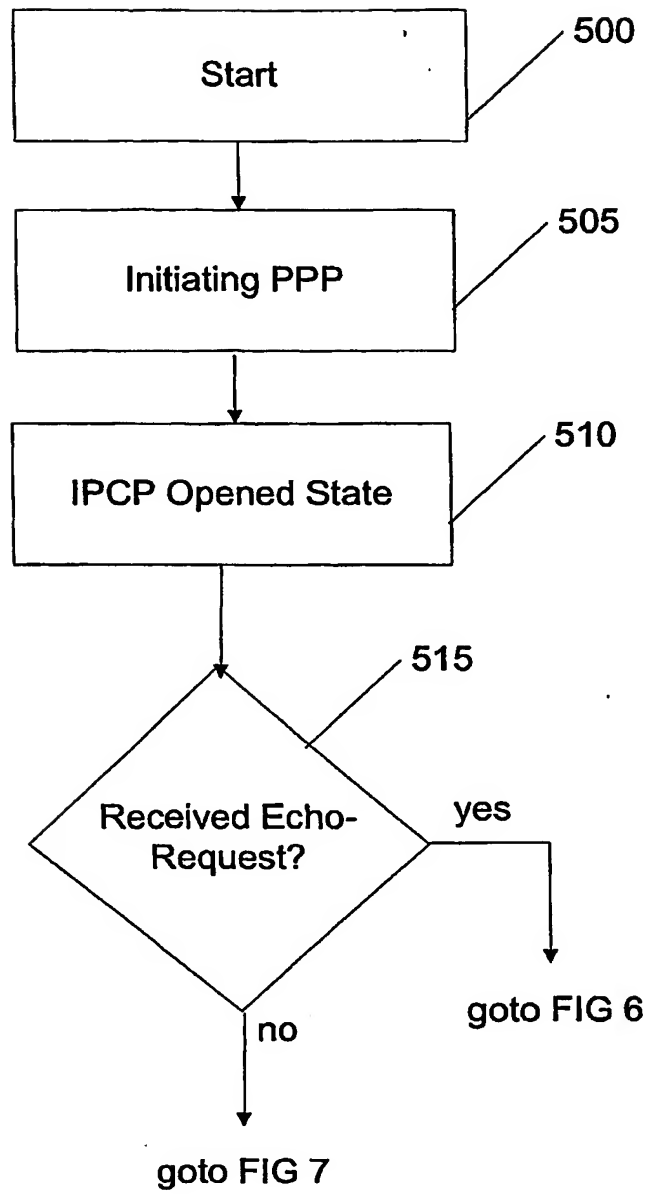 500
Start
505
Initiating PPP
510
IPCP Opened State
515
Received Echo-
Request?
yes
goto FIG 6
no
goto FIG 7